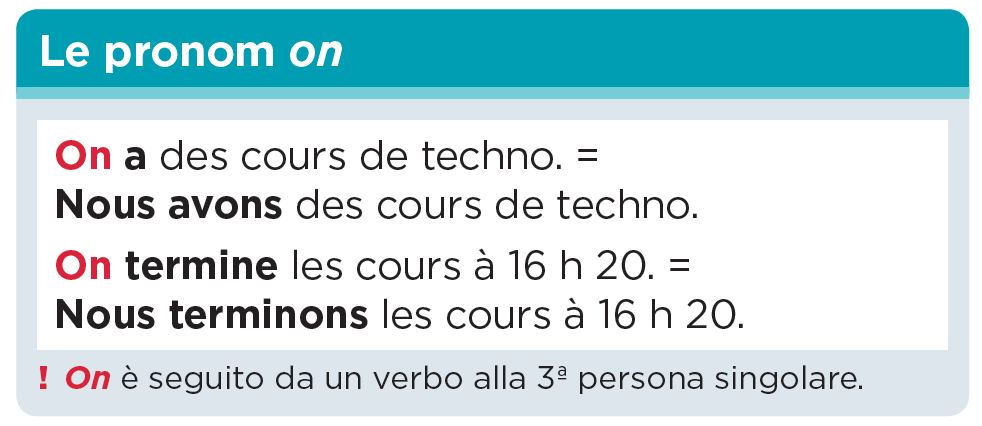 Le pronom on
On a des cours de techno. =
Nous avons des cours de techno.
On termine les cours à 16 h 20. =
Nous terminons les cours à 16 h 20.
! On è seguito da un verbo alla 3ª persona singolare.